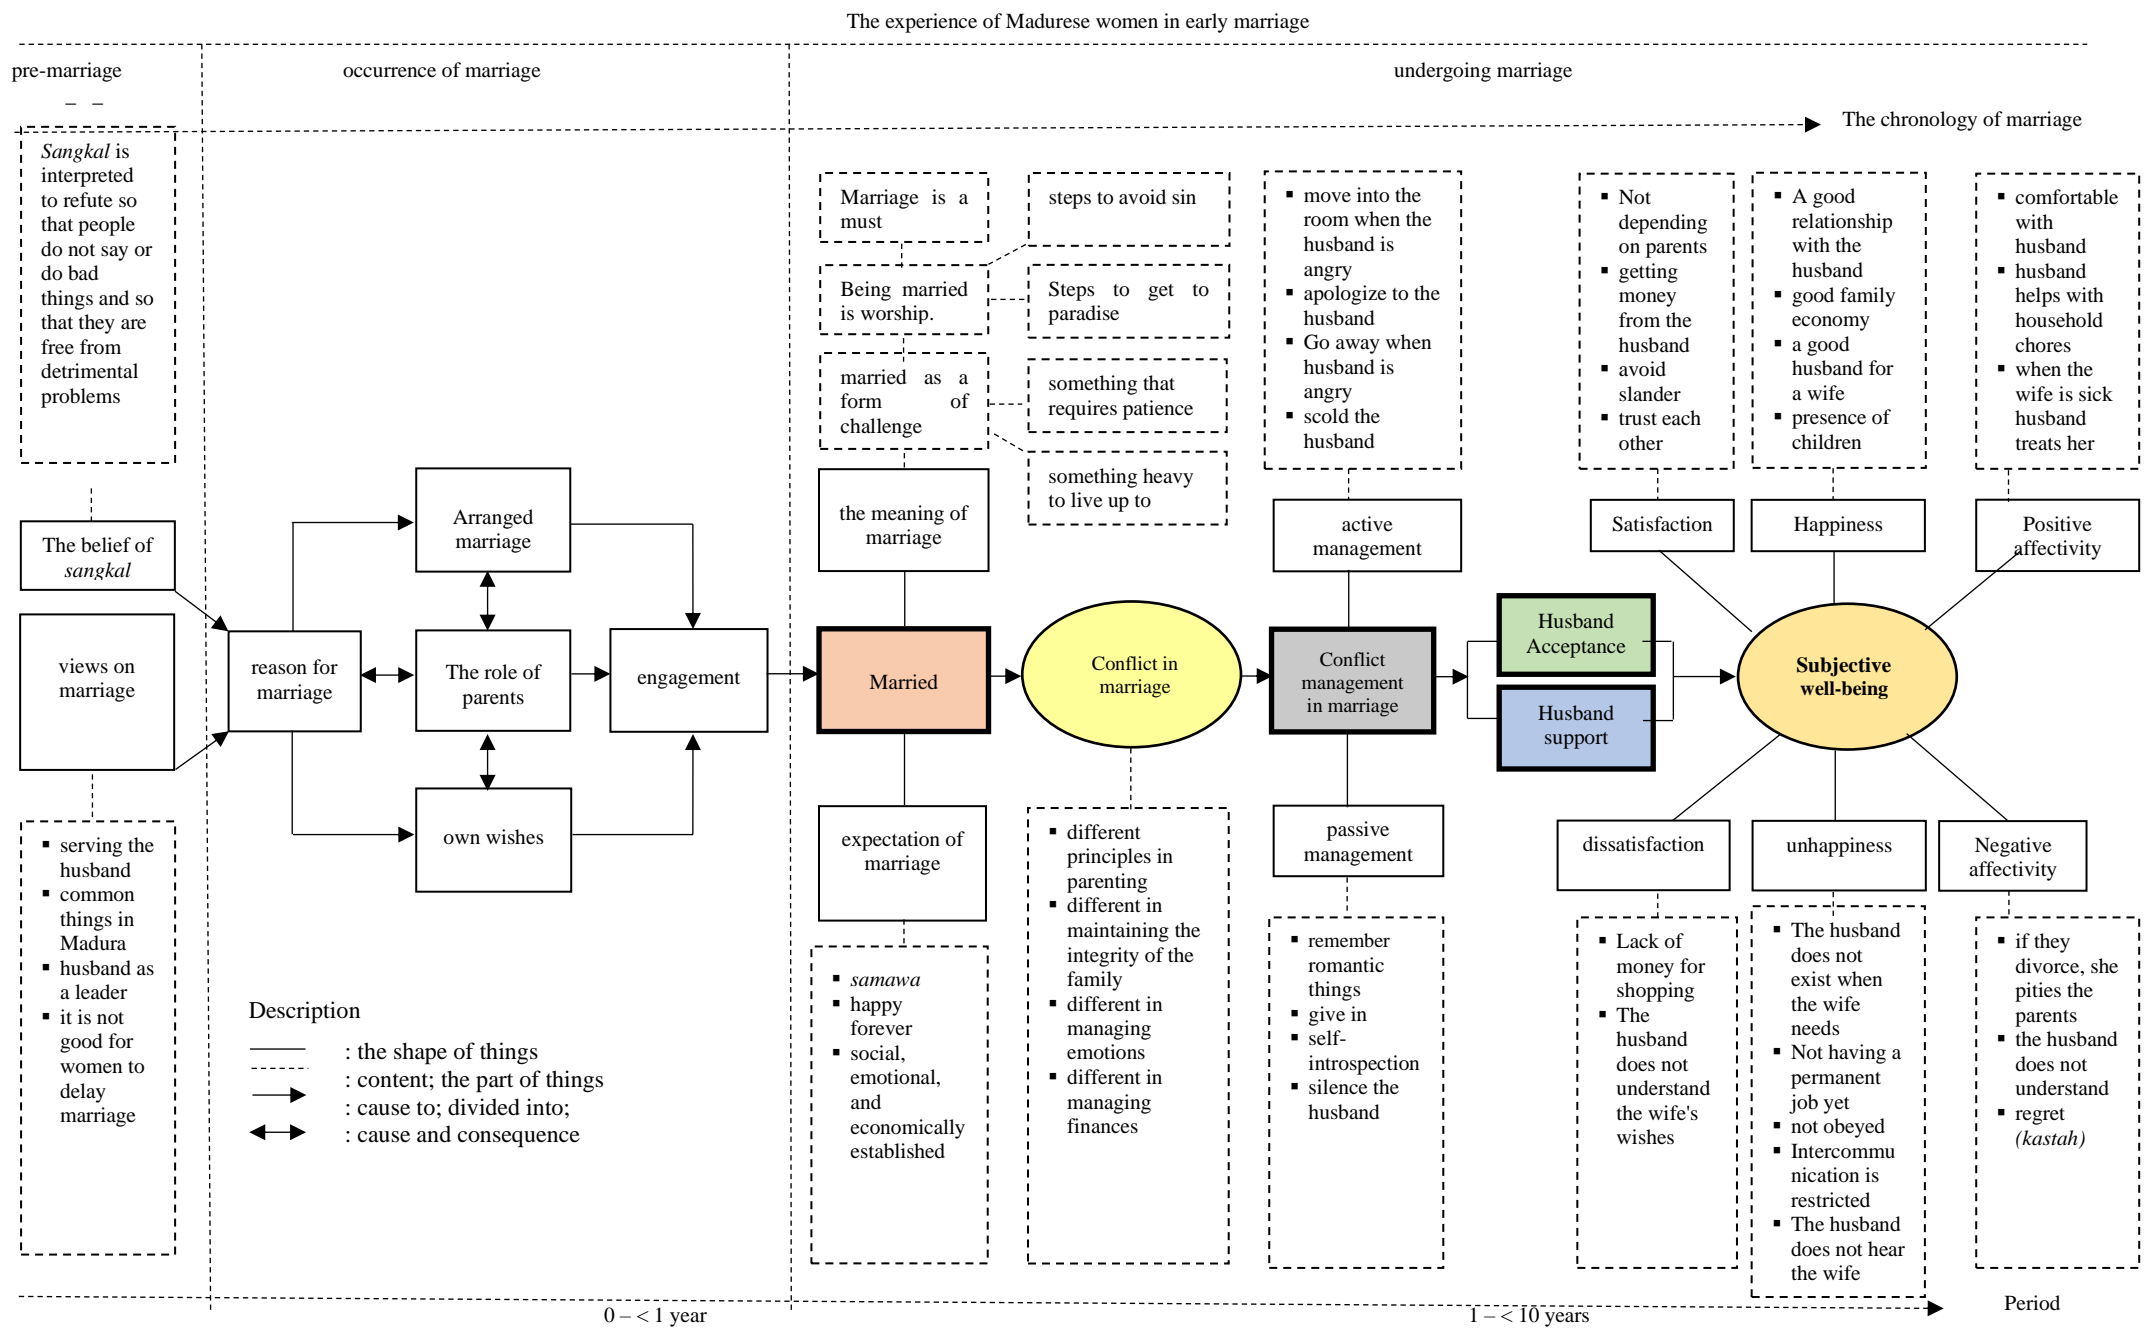 The experience of Madurese women in early marriage
pre-marriage
occurrence of marriage
undergoing marriage
The chronology of marriage
Sangkal is
interpreted
to refute so
that people
do not say or
do bad
things and so
that they are
free from
detrimental
problems
The belief of
sangkal
views on
marriage
▪ serving the
husband
▪ common
things in
Madura
▪ husband as
a leader
▪ it is not
good for
women to
delay
marriage
reason for
marriage
Arranged
marriage
The role of
parents
own wishes
engagement
Description
: the shape of things
: content; the part of things
: cause to; divided into;
: cause and consequence
Marriage is a
must
Being married
is worship.
married as a
form of
challenge
steps to avoid sin
Steps to get to
paradise
something that
requires patience
something heavy
to live up to
the meaning of
marriage
Married
expectation of
marriage
▪ samawa
▪ happy
forever
▪ social,
emotional,
and
economically
established
Conflict in
marriage
▪ different
principles in
parenting
▪ different in
maintaining the
integrity of the
family
▪ different in
managing
emotions
▪ different in
managing
finances
▪ move into the
room when the
husband is
angry
▪ apologize to the
husband
▪ Go away when
husband is
angry
▪ scold the
husband
active
management
Conflict
management
in marriage
passive
management
▪ remember
romantic
things
▪ give in
▪ self-
introspection
▪ silence the
husband
Husband
Acceptance
Husband
support
▪ Not
depending
on parents
▪ getting
money
from the
husband
▪ avoid
slander
▪ trust each
other
▪ A good
relationship
with the
husband
▪ good family
economy
▪ a good
husband for
a wife
▪ presence of
children
▪ comfortable
with
husband
▪ husband
helps with
household
chores
▪ when the
wife is sick
husband
treats her
Satisfaction
Happiness
Positive
affectivity
Subjective
well-being
dissatisfaction
unhappiness
Negative
affectivity
▪ Lack of
money for
shopping
▪ The
husband
does not
understand
the wife's
wishes
▪ The husband
does not
exist when
the wife
needs
▪ Not having a
permanent
job yet
▪ not obeyed
▪ Intercommu
nication is
restricted
▪ The husband
does not hear
the wife
▪ if they
divorce, she
pities the
parents
▪ the husband
does not
understand
▪ regret
(kastah)
0 – < 1 year
1 – < 10 years
Period